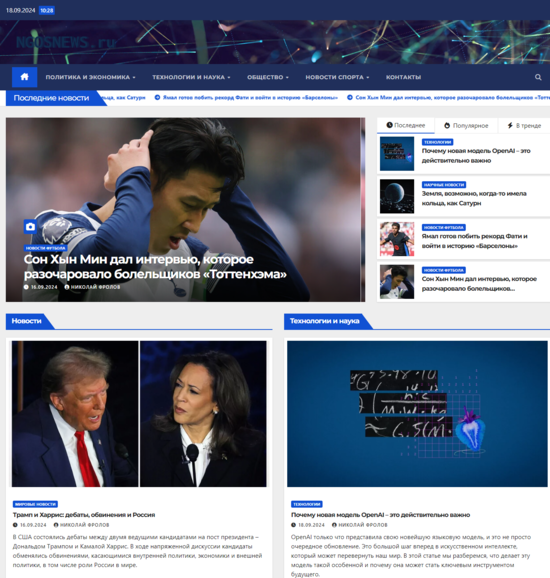 18.09.2024 10:28
NGOSNEWS.ru
ПОЛИТИКА И ЭКОНОМИКА
ТЕХНОЛОГИИ И НАУКА
ОБЩЕСТВО
НОВОСТИ СПОРТА
КОНТАКТЫ
Последние новости
ольца, как Сатурн
Ямал готов побить рекорд Фати и войти в историю «Барселоны»
Сон Хын Мин дал интервью, которое разочаровало болельщиков «Тотте
НОВОСТИ ФУТБОЛА
Сон Хын Мин дал интервью, которое
разочаровало болельщиков «Тоттенхэма»
16.09.2024 НИКОЛАЙ ФРОЛОВ
Последнее
Популярное
В тренде
ТЕХНОЛОГИИ
Почему новая модель OpenAI – это
действительно важно
НАУЧНЫЕ НОВОСТИ
Земля, возможно, когда-то имела
кольца, как Сатурн
НОВОСТИ ФУТБОЛА
Ямал готов побить рекорд Фати и
войти в историю «Барселоны»
НОВОСТИ ФУТБОЛА
Сон Хын Мин дал интервью, которое
разочаровало болельщиков...
Новости
МИРОВЫЕ НОВОСТИ
Трамп и Харрис: дебаты, обвинения и Россия
16.09.2024 НИКОЛАЙ ФРОЛОВ
В США состоялись дебаты между двумя ведущими кандидатами на пост президента –
Дональдом Трампом и Камалой Харрис. В ходе напряженной дискуссии кандидаты
обменялись обвинениями, касающимися внутренней политики, экономики и внешней
политики, в том числе роли России в мире.
Технологии и наука
ТЕХНОЛОГИИ
Почему новая модель OpenAI – это действительно важно
18.09.2024 НИКОЛАЙ ФРОЛОВ
OpenAI только что представила свою новейшую языковую модель, и это не просто
очередное обновление. Это большой шаг вперед в искусственном интеллекте,
который может перевернуть наш мир. В этой статье мы разберемся, что делает эту
модель такой особенной и почему она может стать ключевым инструментом
будущего.